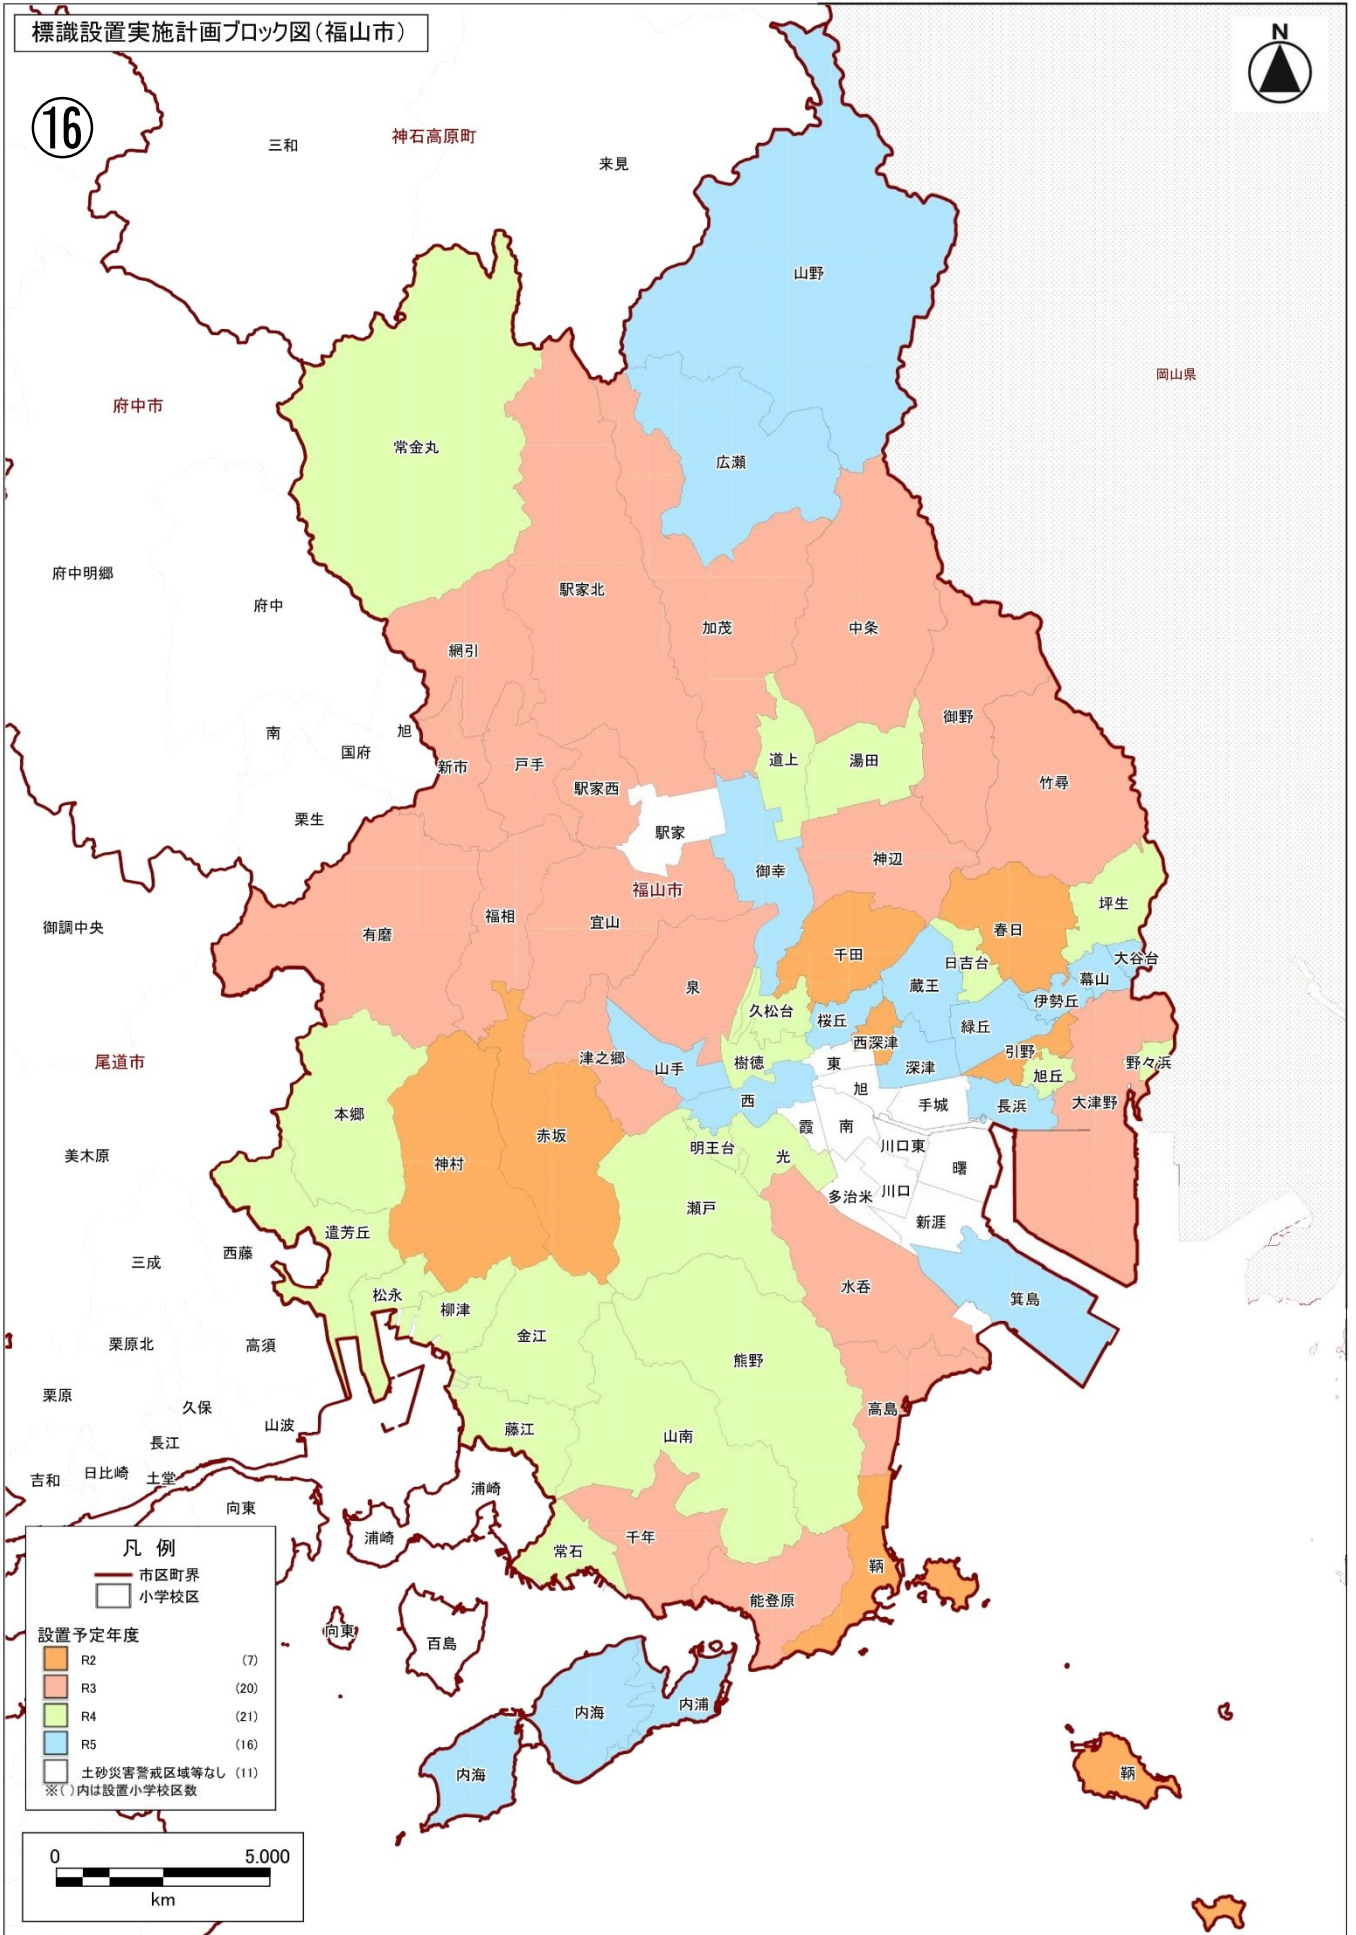 標識設置実施計画ブロック図（福山市）
N
⑯
三和
神石高原町
来見
山野
岡山県
府中市
常金丸
広瀬
府中明郷
府中
駅家北
加茂
中条
網引
御野
南
国府
旭
新市
戸手
駅家西
道上
湯田
竹尋
栗生
駅家
神辺
御幸
福山市
坪生
御調中央
有磨
福相
宜山
千田
春日
日吉台
大谷台
幕山
泉
蔵王
伊勢丘
久松台
桜丘
緑丘
西深津
引野
尾道市
津之郷
山手
樹徳
東
深津
旭丘
野々浜
旭
西
手城
長浜
大津野
本郷
赤坂
明王台
光
霞
南
川口東
美木原
神村
曙
多治米
川口
瀬戸
新涯
遣芳丘
西藤
三成
松永
柳津
水呑
箕島
金江
栗原北
高須
熊野
栗原
久保
山波
藤江
山南
高島
長江
吉和
日比崎
土堂
向東
浦崎
浦崎
千年
常石
鞆
能登原
向東
百島
内海
内浦
内海
鞆
凡 例
市区町界
小学校区
設置予定年度
R2 (7)
R3 (20)
R4 (21)
R5 (16)
土砂災害警戒区域等なし (11)
※( )内は設置小学校区数
0 5.000
km